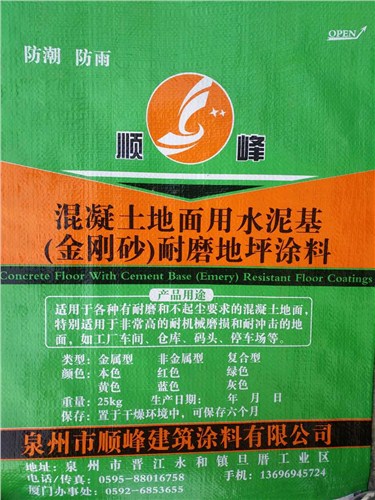 OPEN
防潮 防雨
顺 峰
混凝土地面用水泥基
(金刚砂)耐磨地坪涂料
Concrete Floor With Cement Base (Emery) Resistant Floor Coatings
产品用途
适用于各种有耐磨和不起尘要求的混凝土地面,
特别适用于非常高的耐机械磨损和耐冲击的地
面,如工厂车间、仓库、码头、停车场等。
类型: 金属型 非金属型 复合型
颜色: 本色 红色 绿色
黄色 蓝色 灰色
重量: 25kg 生产日期: 年 月 日
保存: 置于干燥环境中,可保存六个月
泉州市顺峰建筑涂料有限公司
地址: 泉州市晋江永和镇旦厝工业区
电话/传真: 0595-88016758 手机: 13696945724
厦门办事处: 0592-6853655